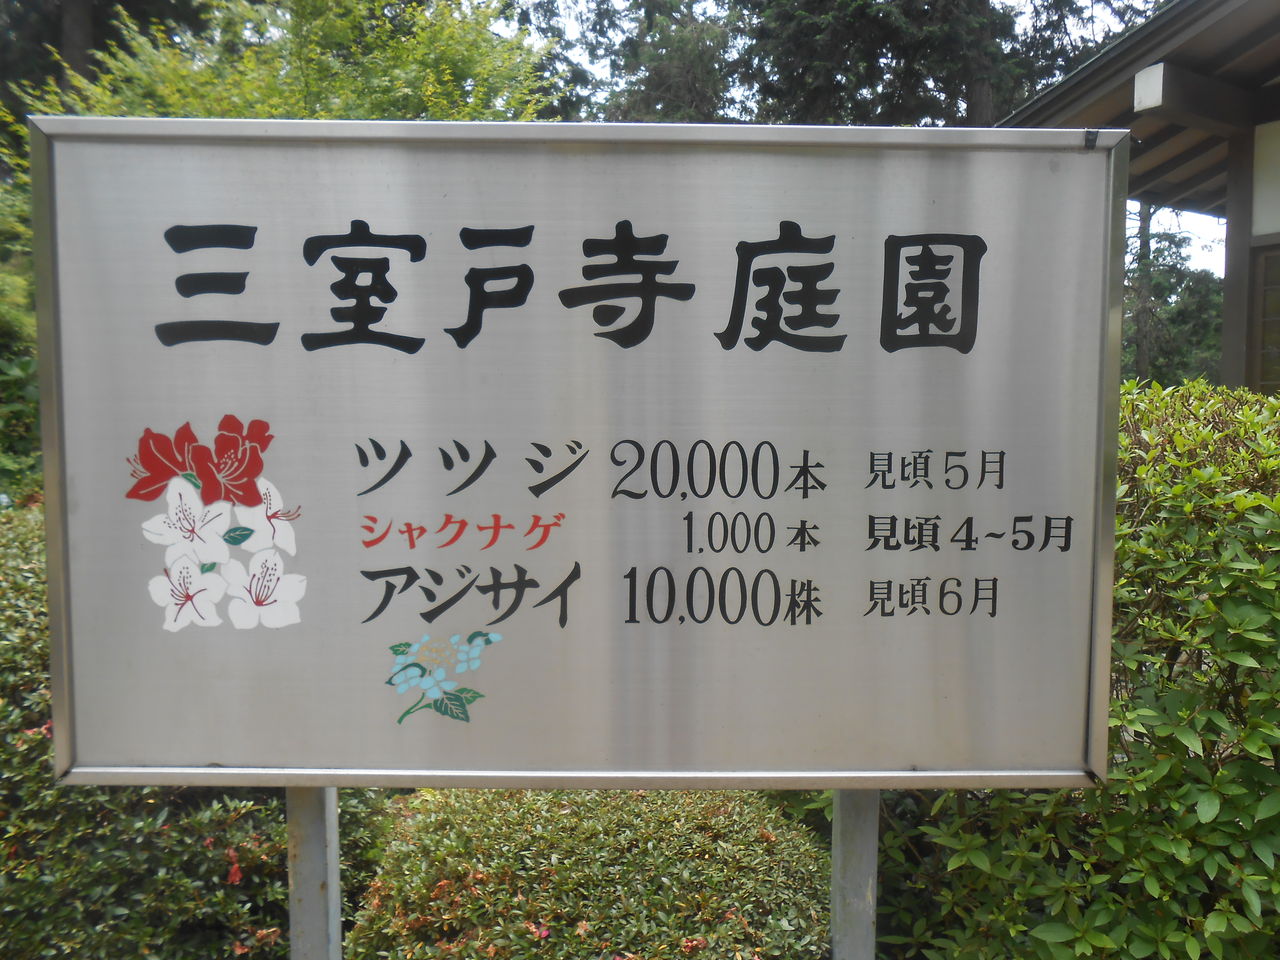 三室戸寺庭園
ツツジ 20,000本 見頃5月
シャクナゲ 1,000本 見頃4~5月
アジサイ 10,000株 見頃6月